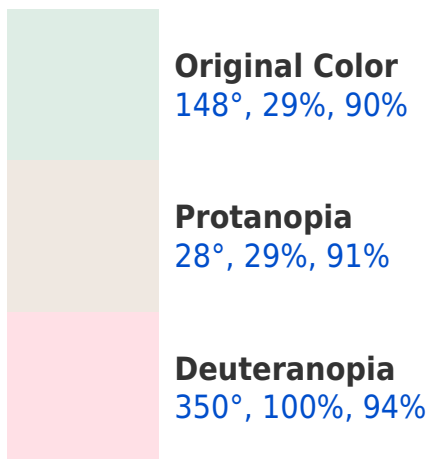 Original Color
148°, 29%, 90%
Protanopia
28°, 29%, 91%
Deuteranopia
350°, 100%, 94%